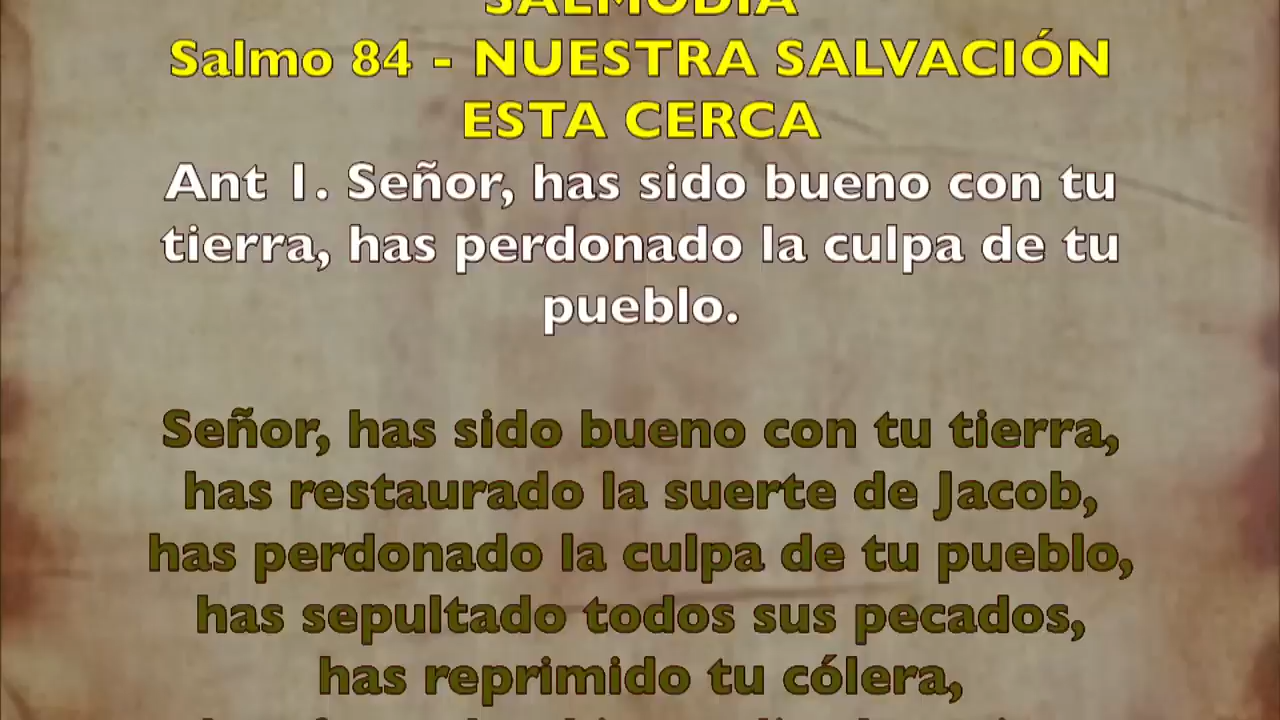 SALMODIA
Salmo 84 - NUESTRA SALVACIÓN
ESTA CERCA
Ant 1. Señor, has sido bueno con tu
tierra, has perdonado la culpa de tu
pueblo.
Señor, has sido bueno con tu tierra,
has restaurado la suerte de Jacob,
has perdonado la culpa de tu pueblo,
has sepultado todos sus pecados,
has reprimido tu cólera,